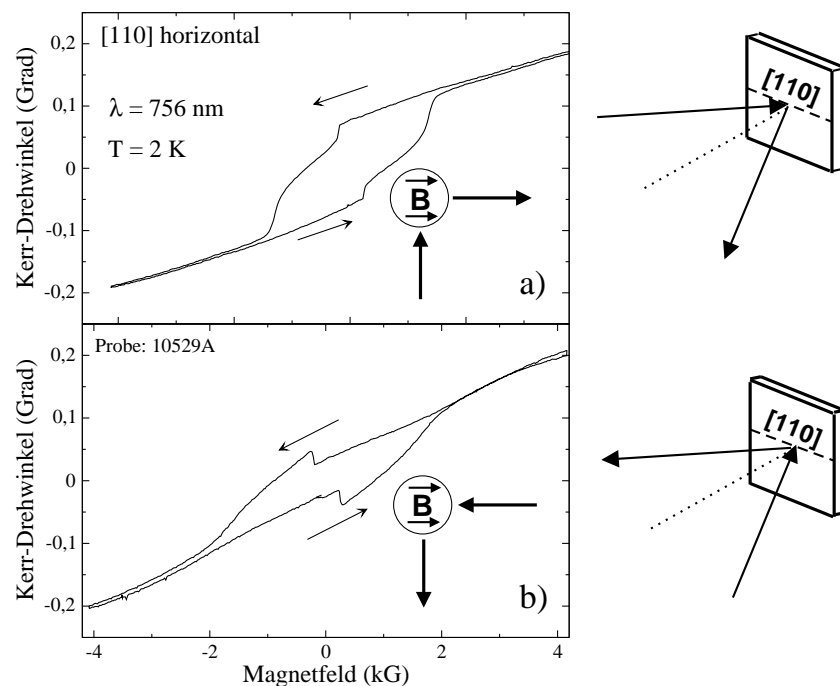 [110] horizontal
λ = 756 nm
T = 2 K
Kerr-Drehwinkel (Grad)
0,2
0,1
0
-0,1
-0,2
B
a)
[110]
Probe: 10529A
Kerr-Drehwinkel (Grad)
0,2
0,1
0
-0,1
-0,2
B
b)
[110]
-4 -2 0 2 4
Magnetfeld (kG)